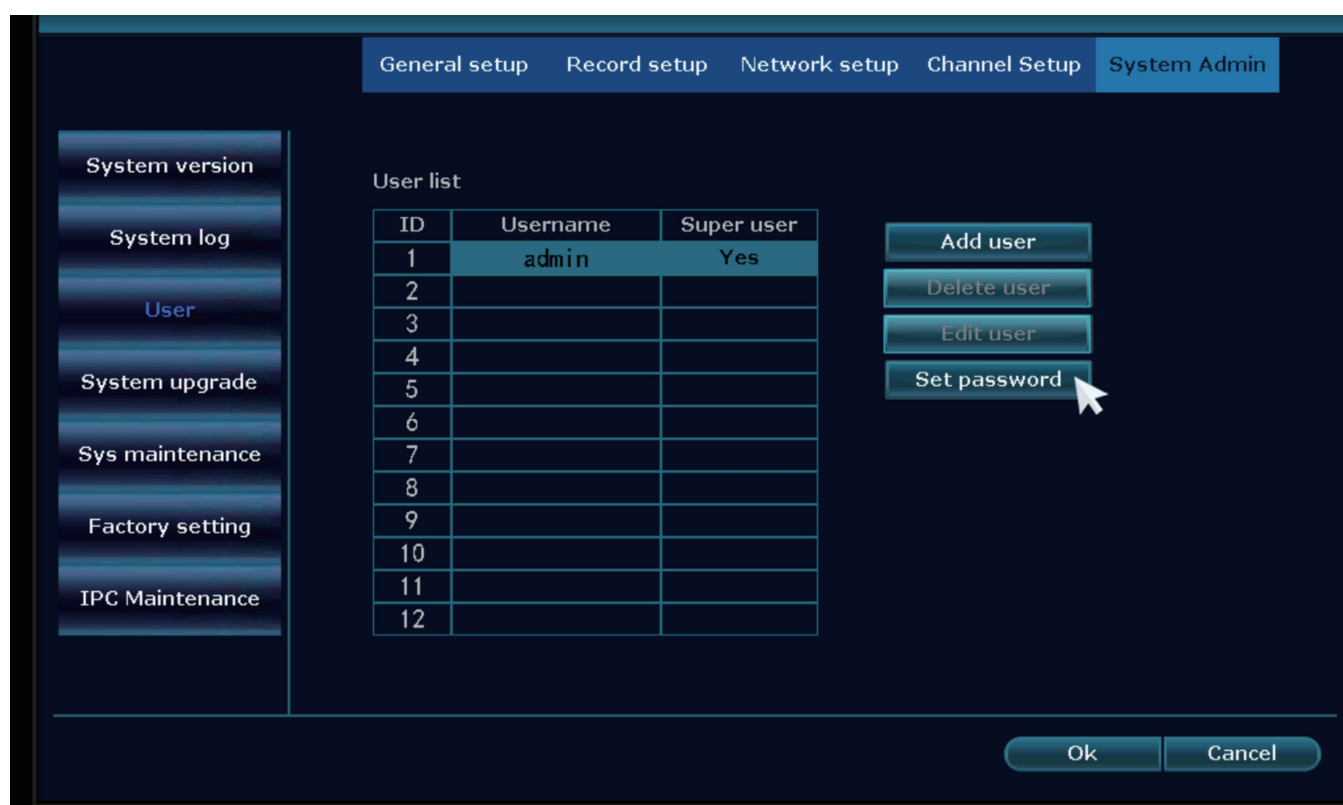 General setup Record setup Network setup Channel Setup System Admin
System version
System log
User
System upgrade
Sys maintenance
Factory setting
IPC Maintenance
User list
ID Username Super user
1 admin Yes
2
3
4
5
6
7
8
9
10
11
12
Add user
Delete user
Edit user
Set password
Ok Cancel